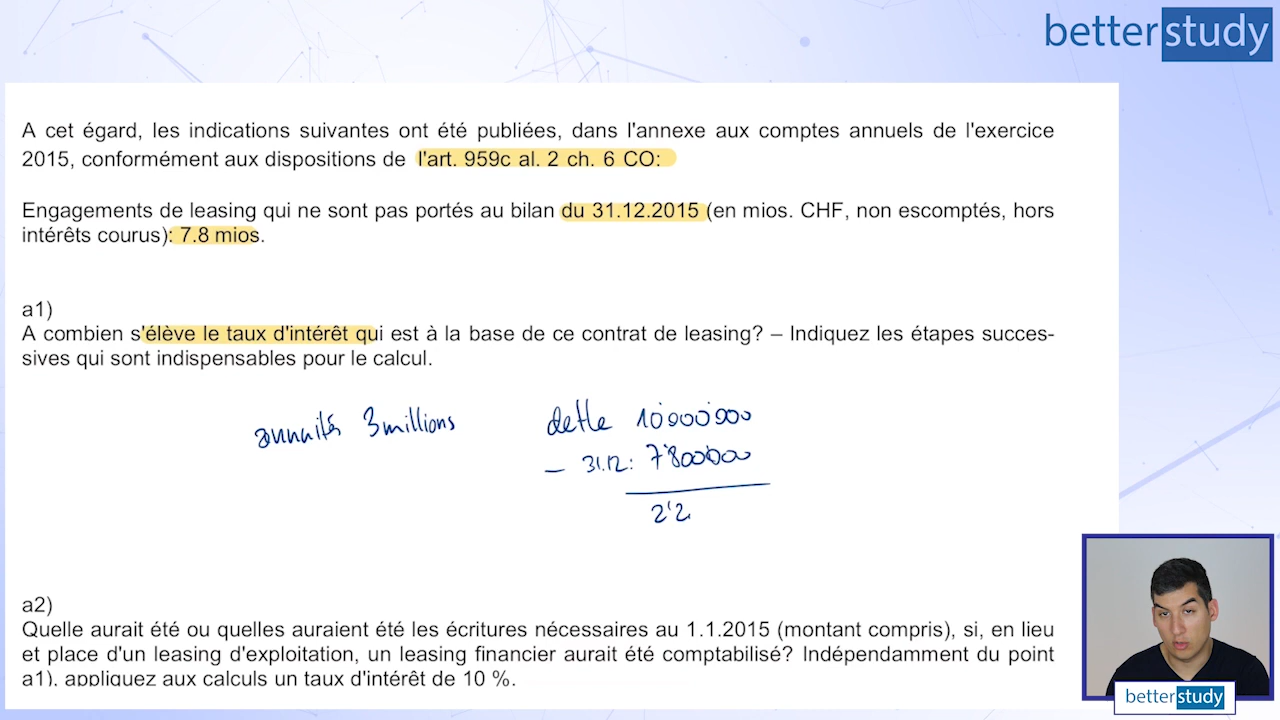 betterstudy
A cet égard, les indications suivantes ont été publiées, dans l'annexe aux comptes annuels de l'exercice
2015, conformément aux dispositions de l'art. 959c al. 2 ch. 6 CO:
Engagements de leasing qui ne sont pas portés au bilan du 31.12.2015 (en mios. CHF, non escomptés, hors
intérêts courus): 7.8 mios.
a1)
A combien s'élève le taux d'intérêt qui est à la base de ce contrat de leasing? – Indiquez les étapes succes-
sives qui sont indispensables pour le calcul.
annuités 3 millions
dette 10'000'000
– 31.12: 7'800'000
2'2
a2)
Quelle aurait été ou quelles auraient été les écritures nécessaires au 1.1.2015 (montant compris), si, en lieu
et place d'un leasing d'exploitation, un leasing financier aurait été comptabilisé? Indépendamment du point
a1), appliquez aux calculs un taux d'intérêt de 10 %.
betterstudy